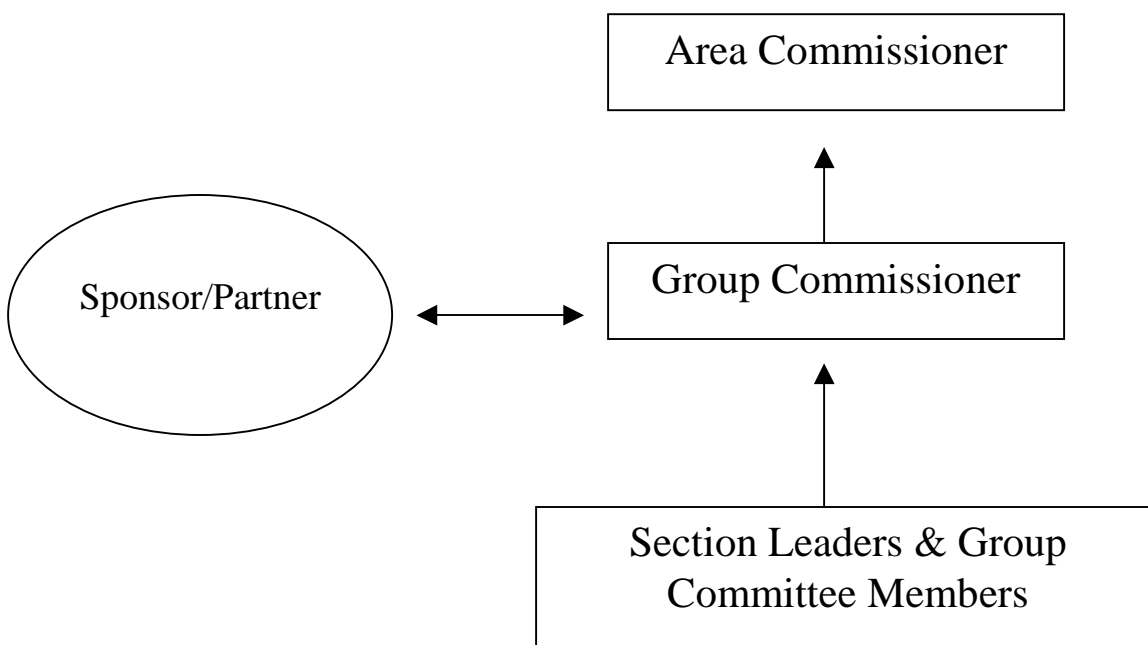 Area Commissioner
Sponsor/Partner
Group Commissioner
Section Leaders & Group
Committee Members